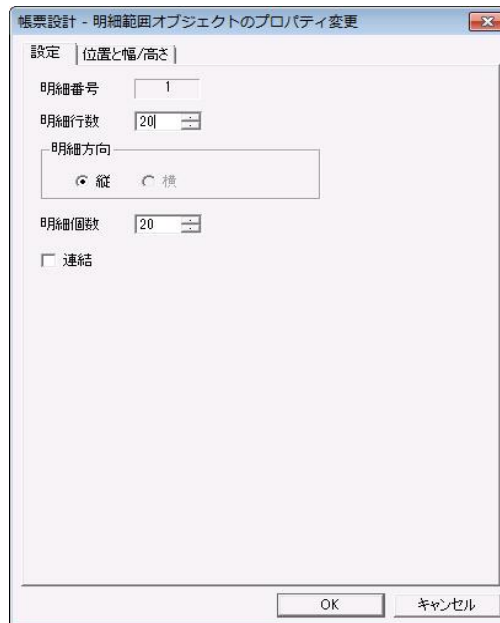 帳票設計 - 明細範囲オブジェクトのプロパティ変更
設定 位置と幅/高さ
明細番号 1
明細行数 20
明細方向
縦 横
明細個数 20
連結
OK キャンセル